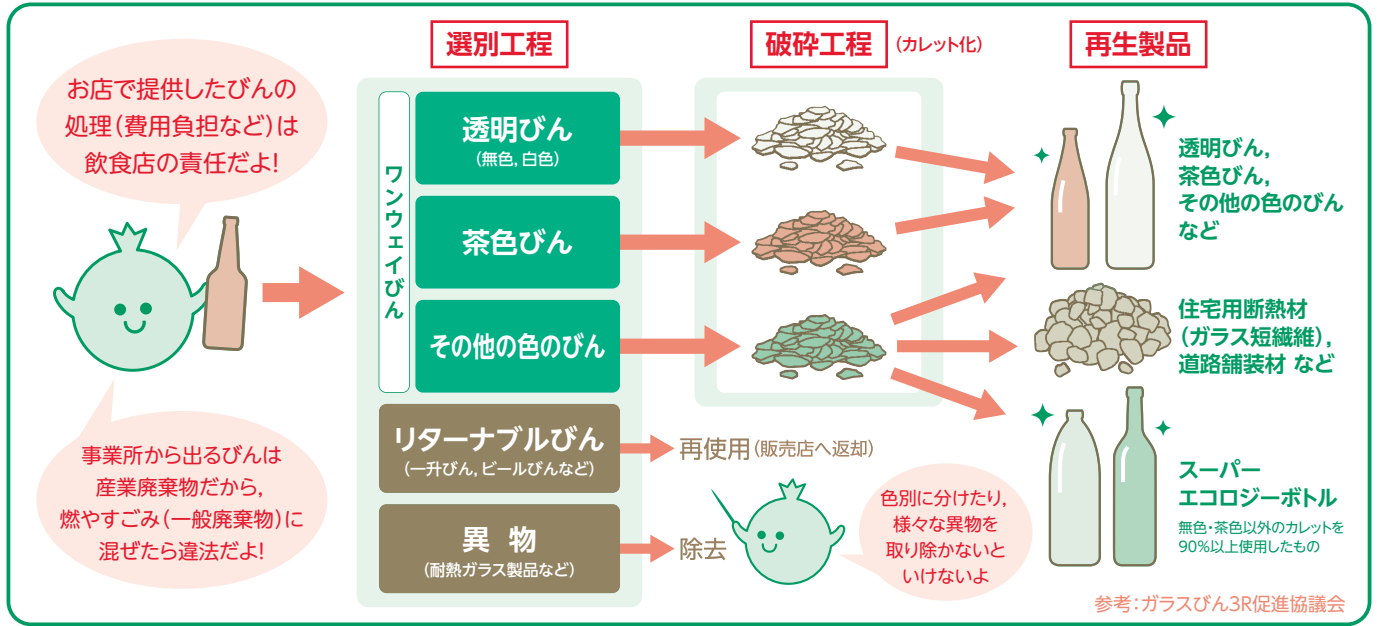 選別工程
破砕工程(カレット化)
再生製品
お店で提供したびんの
処理(費用負担など)は
飲食店の責任だよ!
事業所から出るびんは
産業廃棄物だから,
燃やすごみ(一般廃棄物)に
混ぜたら違法だよ!
ワンウェイびん
透明びん
(無色,白色)
茶色びん
その他の色のびん
リターナブルびん
(一升びん,ビールびんなど)
再使用(販売店へ返却)
異物
(耐熱ガラス製品など)
除去
色別に分けたり,
様々な異物を
取り除かないと
いけないよ
透明びん,
茶色びん,
その他の色のびん
など
住宅用断熱材
(ガラス短繊維),
道路舗装材 など
スーパー
エコロジーボトル
無色・茶色以外のカレットを
90%以上使用したもの
参考:ガラスびん3R促進協議会